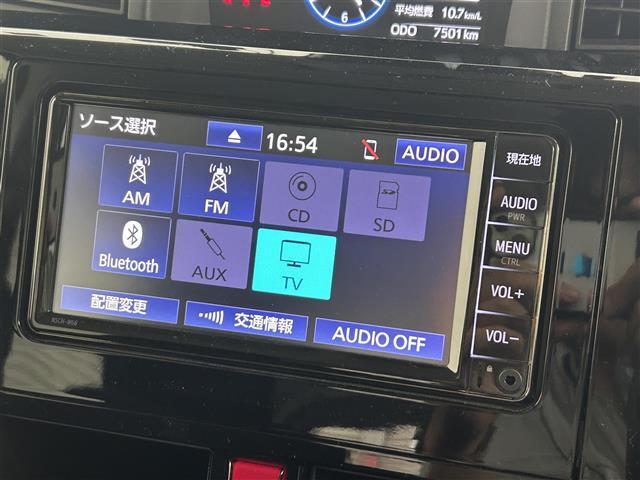 平均燃費 10.7km/L
6
ODO 7501km
ソース選択
16:54
AUDIO
AM
FM
CD
SD
Bluetooth
AUX
TV
配置変更
交通情報
AUDIO OFF
現在地
AUDIO
PWR
MENU
CTRL
VOL+
VOL-